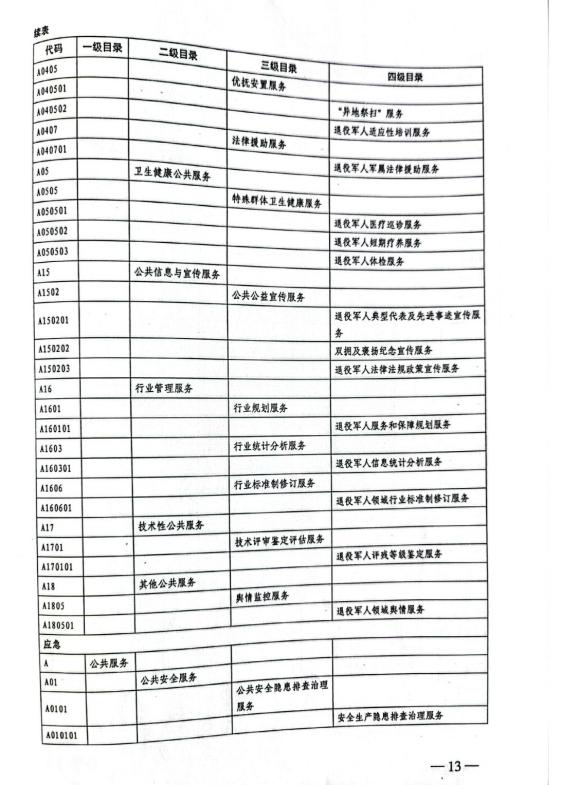 续表
代码 一级目录 二级目录 三级目录 四级目录
A0405 优抚安置服务
A040501
A040502 “异地祭扫”服务
A0407 退役军人适应性培训服务
A040701 法律援助服务
A05 卫生健康公共服务 退役军人军属法律援助服务
A0505 特殊群体卫生健康服务
A050501
A050502 退役军人医疗巡诊服务
A050503 退役军人短期疗养服务
退役军人体检服务
A15 公共信息与宣传服务
A1502 公共公益宣传服务
A150201 退役军人典型代表及先进事迹宣传服
务
A150202 双拥及褒扬纪念宣传服务
A150203 退役军人法律法规政策宣传服务
A16 行业管理服务
A1601 行业规划服务
A160101 退役军人服务和保障规划服务
A1603 行业统计分析服务
A160301 退役军人信息统计分析服务
A1606 行业标准制修订服务
A160601 退役军人领域行业标准制修订服务
A17 技术性公共服务
A1701 技术评审鉴定评估服务
A170101 退役军人评残等级鉴定服务
A18 其他公共服务
A1805 舆情监控服务
A180501 退役军人领域舆情服务
应急
A 公共服务
A01 公共安全服务
A0101 公共安全隐患排查治理
服务
A010101 安全生产隐患排查治理服务
—13—